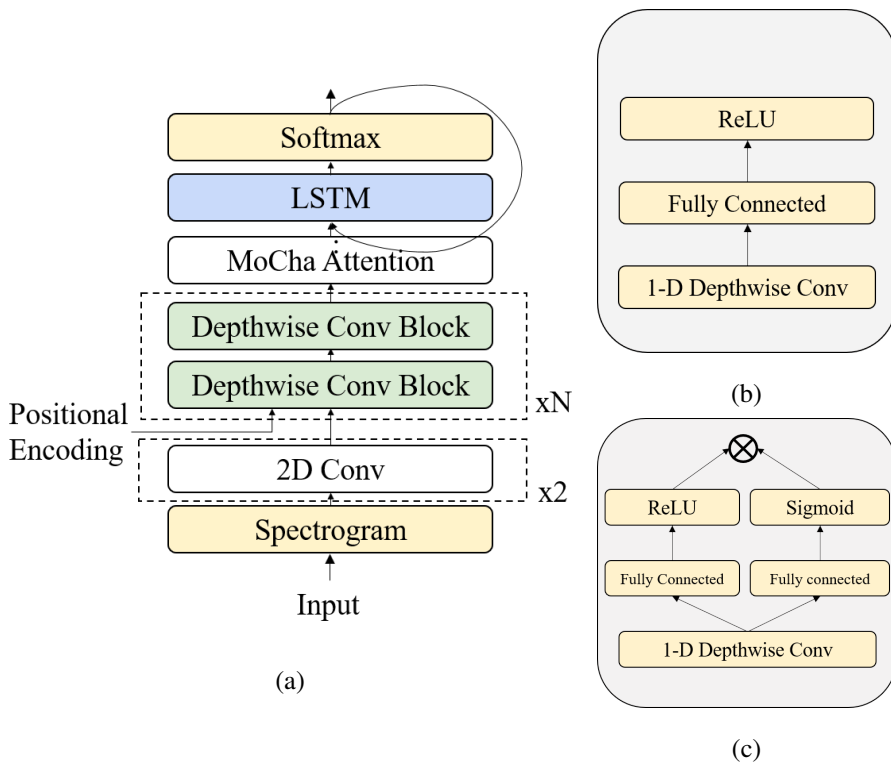 Softmax
LSTM
MoCha Attention
Depthwise Conv Block
Depthwise Conv Block
xN
Positional
Encoding
2D Conv
x2
Spectrogram
Input
(a)
ReLU
Fully Connected
1-D Depthwise Conv
(b)
ReLU
Sigmoid
Fully Connected
Fully connected
1-D Depthwise Conv
(c)